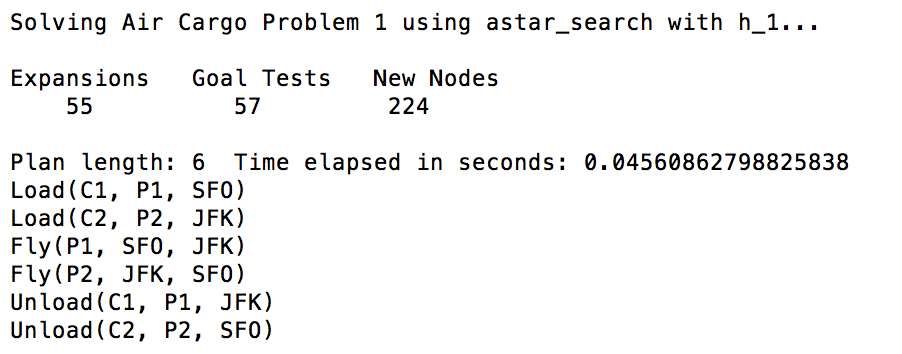 Solving Air Cargo Problem 1 using astar_search with h_1...
Expansions   Goal Tests   New Nodes
55   57   224
Plan length: 6  Time elapsed in seconds: 0.04560862798825838
Load(C1, P1, SFO)
Load(C2, P2, JFK)
Fly(P1, SFO, JFK)
Fly(P2, JFK, SFO)
Unload(C1, P1, JFK)
Unload(C2, P2, SFO)